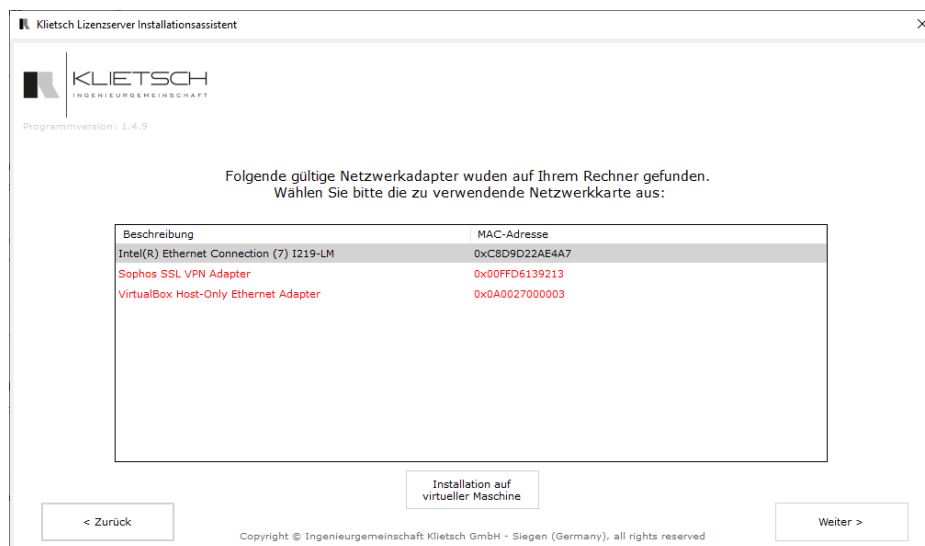 Klietsch Lizenzserver Installationsassistent
KLIETSCH
INGENIEURGEMEINSCHAFT
Programmversion: 1.4.9
Folgende gültige Netzwerkadapter wuden auf Ihrem Rechner gefunden.
Wählen Sie bitte die zu verwendende Netzwerkkarte aus:
Beschreibung MAC-Adresse
Intel(R) Ethernet Connection (7) I219-LM 0xC8D9D22AE4A7
Sophos SSL VPN Adapter 0x00FFD6139213
VirtualBox Host-Only Ethernet Adapter 0x0A0027000003
Installation auf
virtueller Maschine
< Zurück
Weiter >
Copyright © Ingenieurgemeinschaft Klietsch GmbH - Siegen (Germany), all rights reserved